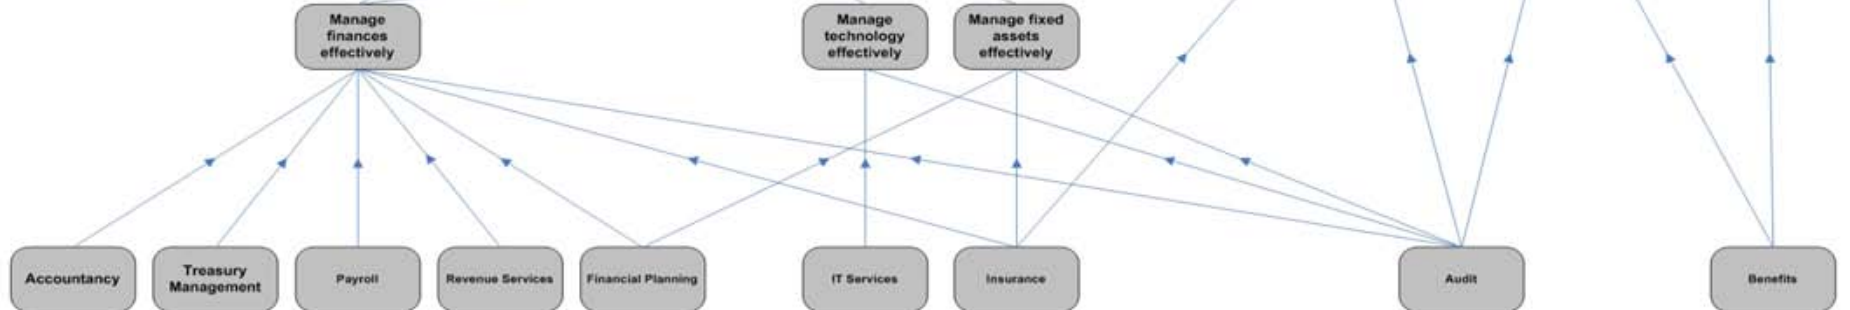 Manage
finances
effectively
Manage
technology
effectively
Manage fixed
assets
effectively
Accountancy
Treasury
Management
Payroll
Revenue Services
Financial Planning
IT Services
Insurance
Audit
Benefits